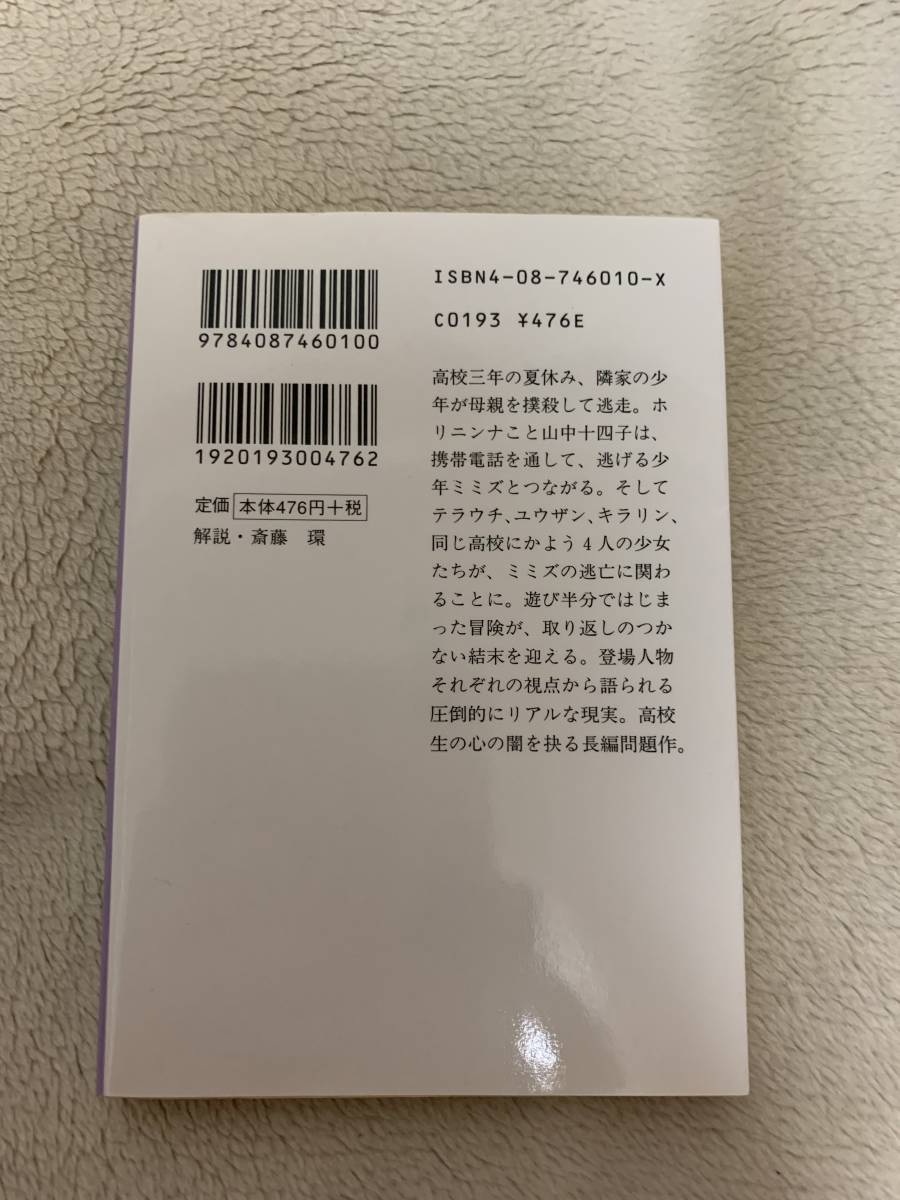 9784087460100
1920193004762
定価 本体476円+税
解説・斎藤 環
ISBN4-08-746010-X
C0193 ¥476E
高校三年の夏休み、隣家の少
年が母親を撲殺して逃走。ホ
リニンナこと山中十四子は、
携帯電話を通して、逃げる少
年ミミズとつながる。そして
テラウチ、ユウザン、キラリン、
同じ高校にかよう4人の少女
たちが、ミミズの逃亡に関わ
ることに。遊び半分ではじま
った冒険が、取り返しのつか
ない結末を迎える。登場人物
それぞれの視点から語られる
圧倒的にリアルな現実。高校
生の心の闇を抉る長編問題作。